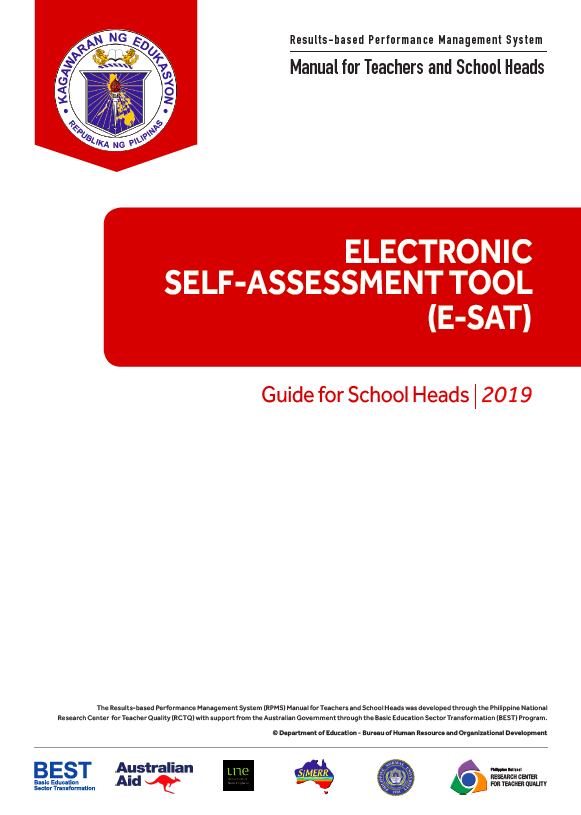 KAGAWARAN NG EDUKASYON
REPUBLIKA NG PILIPINAS
Results-based Performance Management System
Manual for Teachers and School Heads
ELECTRONIC
SELF-ASSESSMENT TOOL
(E-SAT)
Guide for School Heads | 2019
The Results-based Performance Management System (RPMS) Manual for Teachers and School Heads was developed through the Philippine National
Research Center for Teacher Quality (RCTQ) with support from the Australian Government through the Basic Education Sector Transformation (BEST) Program.
© Department of Education - Bureau of Human Resource and Organizational Development
BEST
Basic Education
Sector Transformation
Australian
Aid
une
SiMERR
Philippine National
RESEARCH CENTER
FOR TEACHER QUALITY